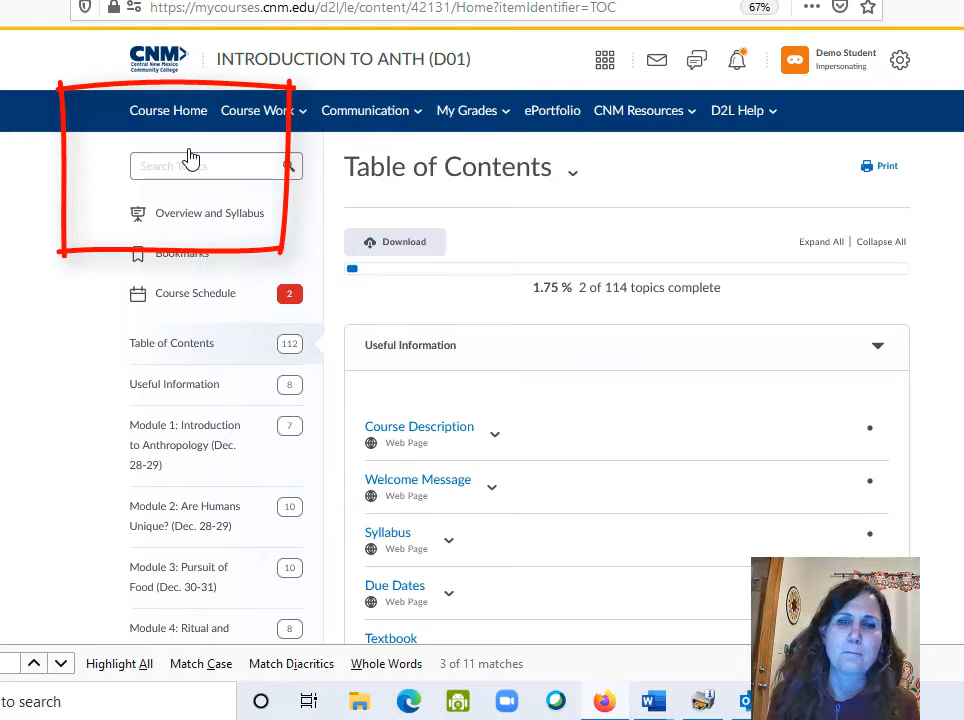 https://mycourses.cnm.edu/d2l/le/content/42131/Home?itemIdentifier=TOC
67%
CNM
Central New Mexico
Community College
INTRODUCTION TO ANTH (D01)
Demo Student
Impersonating
Course Home
Course Work
Communication
My Grades
ePortfolio
CNM Resources
D2L Help
Search Topics
Overview and Syllabus
Bookmarks
Course Schedule
2
Table of Contents
112
Useful Information
8
Module 1: Introduction
to Anthropology (Dec.
28-29)
7
Module 2: Are Humans
Unique? (Dec. 28-29)
10
Module 3: Pursuit of
Food (Dec. 30-31)
10
Module 4: Ritual and
8
Table of Contents
Print
Download
Expand All | Collapse All
1.75 % 2 of 114 topics complete
Useful Information
Course Description
Web Page
Welcome Message
Web Page
Syllabus
Web Page
Due Dates
Web Page
Textbook
Highlight All
Match Case
Match Diacritics
Whole Words
3 of 11 matches
to search